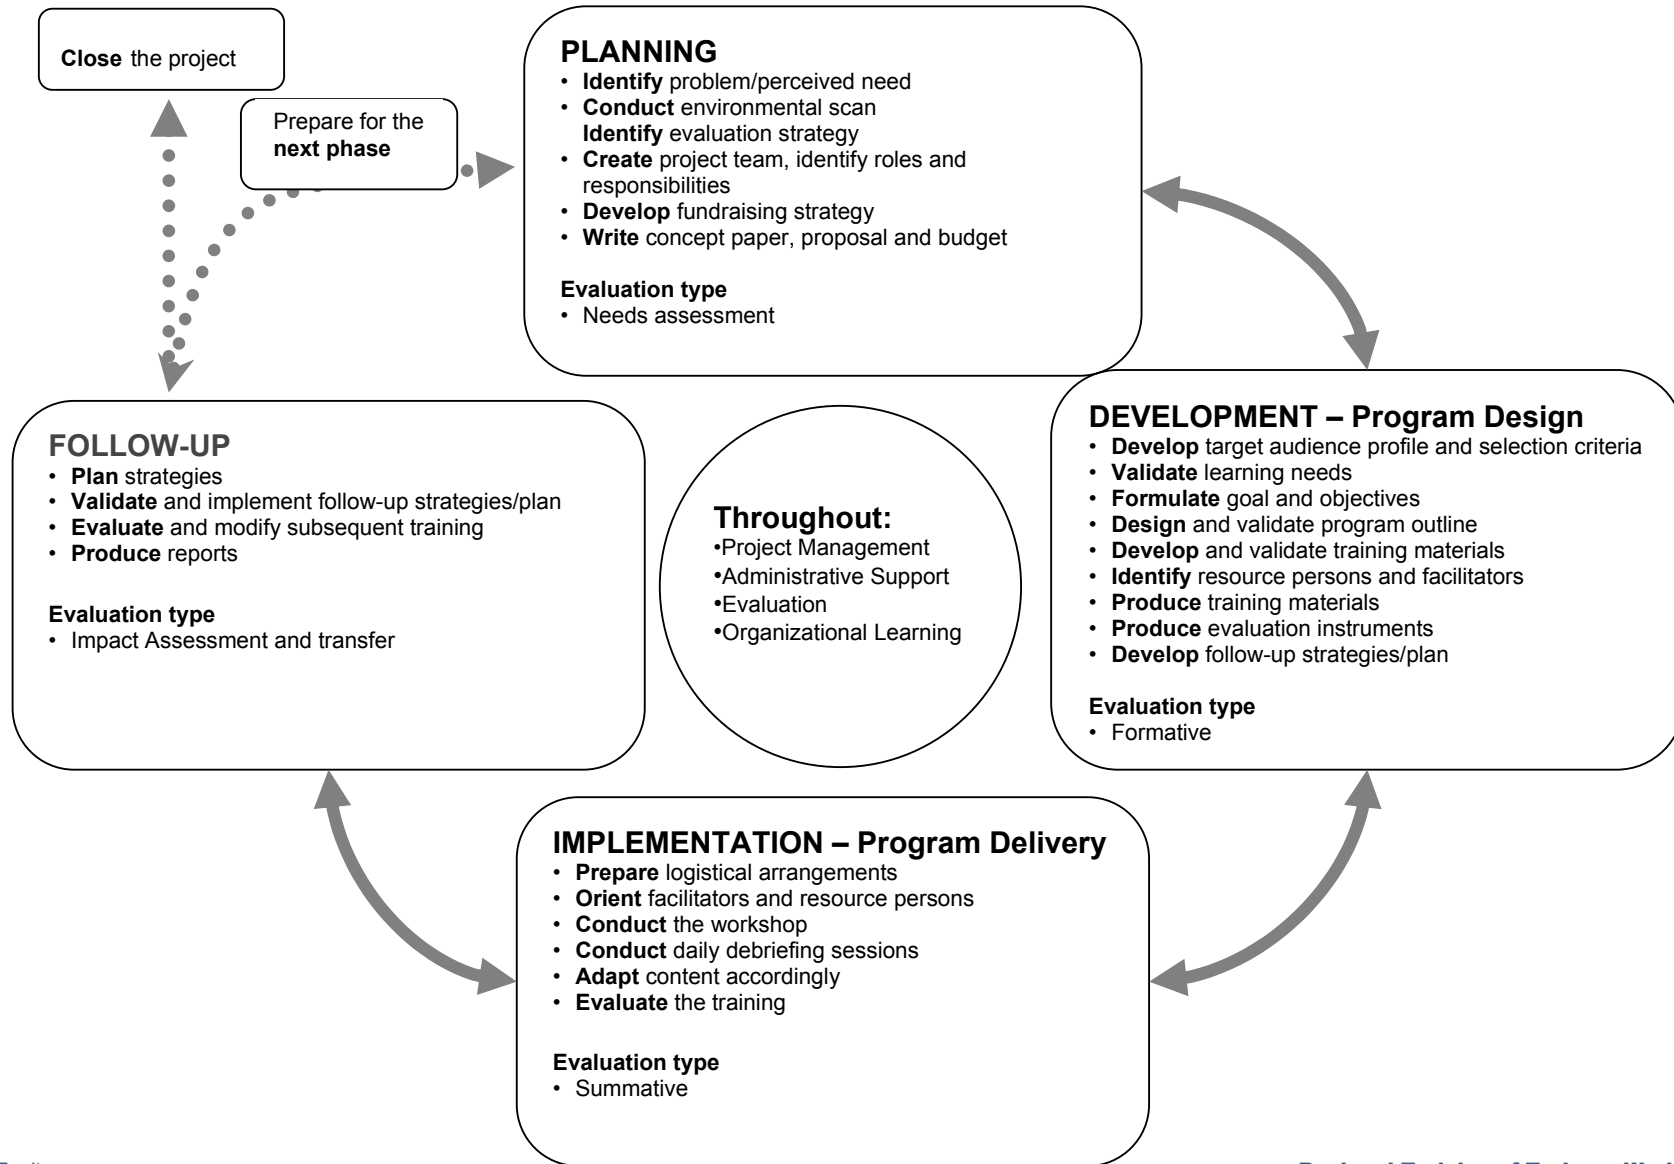 Close the project
Prepare for the
next phase
PLANNING
• Identify problem/perceived need
• Conduct environmental scan
Identify evaluation strategy
• Create project team, identify roles and
responsibilities
• Develop fundraising strategy
• Write concept paper, proposal and budget
Evaluation type
• Needs assessment
DEVELOPMENT – Program Design
• Develop target audience profile and selection criteria
• Validate learning needs
• Formulate goal and objectives
• Design and validate program outline
• Develop and validate training materials
• Identify resource persons and facilitators
• Produce training materials
• Produce evaluation instruments
• Develop follow-up strategies/plan
Evaluation type
• Formative
FOLLOW-UP
• Plan strategies
• Validate and implement follow-up strategies/plan
• Evaluate and modify subsequent training
• Produce reports
Evaluation type
• Impact Assessment and transfer
Throughout:
•Project Management
•Administrative Support
•Evaluation
•Organizational Learning
IMPLEMENTATION – Program Delivery
• Prepare logistical arrangements
• Orient facilitators and resource persons
• Conduct the workshop
• Conduct daily debriefing sessions
• Adapt content accordingly
• Evaluate the training
Evaluation type
• Summative